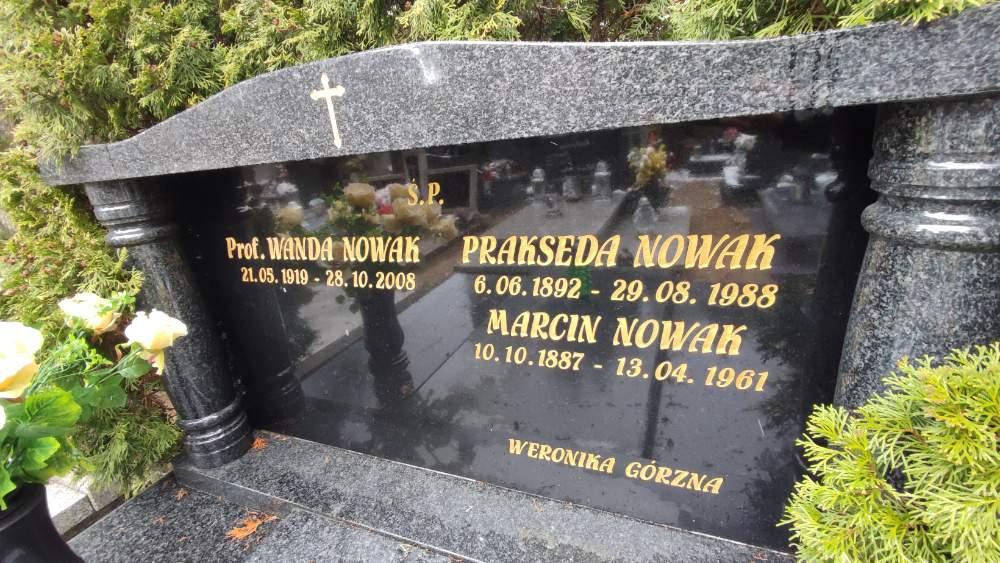 Ś.P.
Prof. WANDA NOWAK
21.05.1919 - 28.10.2008
PRAKSEDA NOWAK
6.06.1892 - 29.08.1988
MARCIN NOWAK
10.10.1887 - 13.04.1961
WERONIKA GÓRZNA